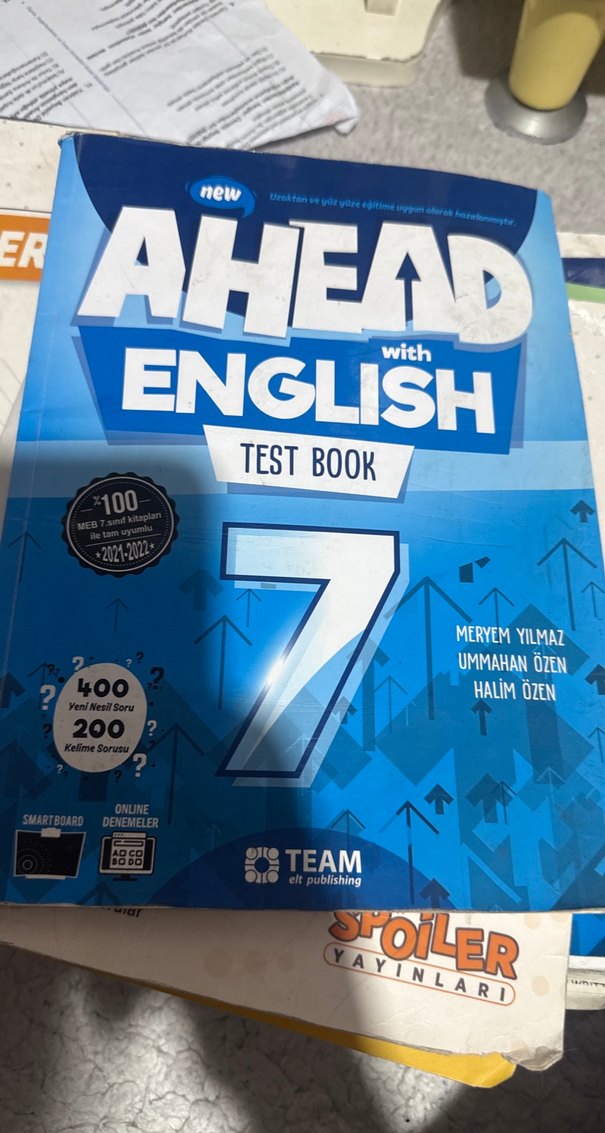 new
Uzaktan ve yüz yüze eğitime uygun olarak hazırlanmıştır.
AHEAD
with
ENGLISH
TEST BOOK
%100
MEB 7.sınıf kitapları
ile tam uyumlu
*2021-2022*
7
MERYEM YILMAZ
UMMAHAN ÖZEN
HALİM ÖZEN
400
Yeni Nesil Soru
200
Kelime Sorusu
SMARTBOARD
ONLINE
DENEMELER
TEAM
elt publishing
ER
SPOİLER
YAYINLARI